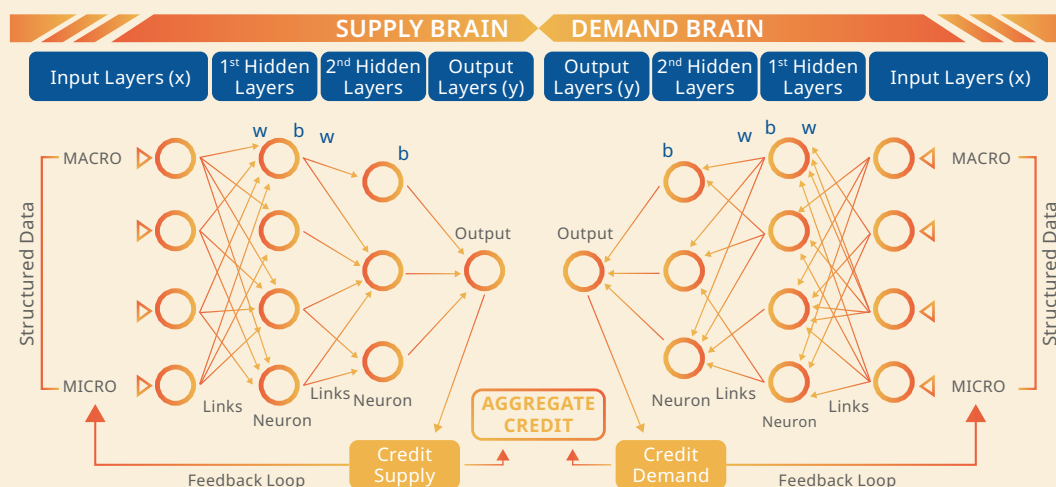 SUPPLY BRAIN
DEMAND BRAIN
Input Layers (x)
1st Hidden
Layers
2nd Hidden
Layers
Output
Layers (y)
Output
Layers (y)
2nd Hidden
Layers
1st Hidden
Layers
Input Layers (x)
w
b
w
b
b
w
b
w
MACRO
MACRO
Structured Data
Structured Data
Output
Output
MICRO
MICRO
Links
Neuron
Links
Neuron
Neuron
Links
Neuron
Links
AGGREGATE
CREDIT
Credit
Supply
Credit
Demand
Feedback Loop
Feedback Loop